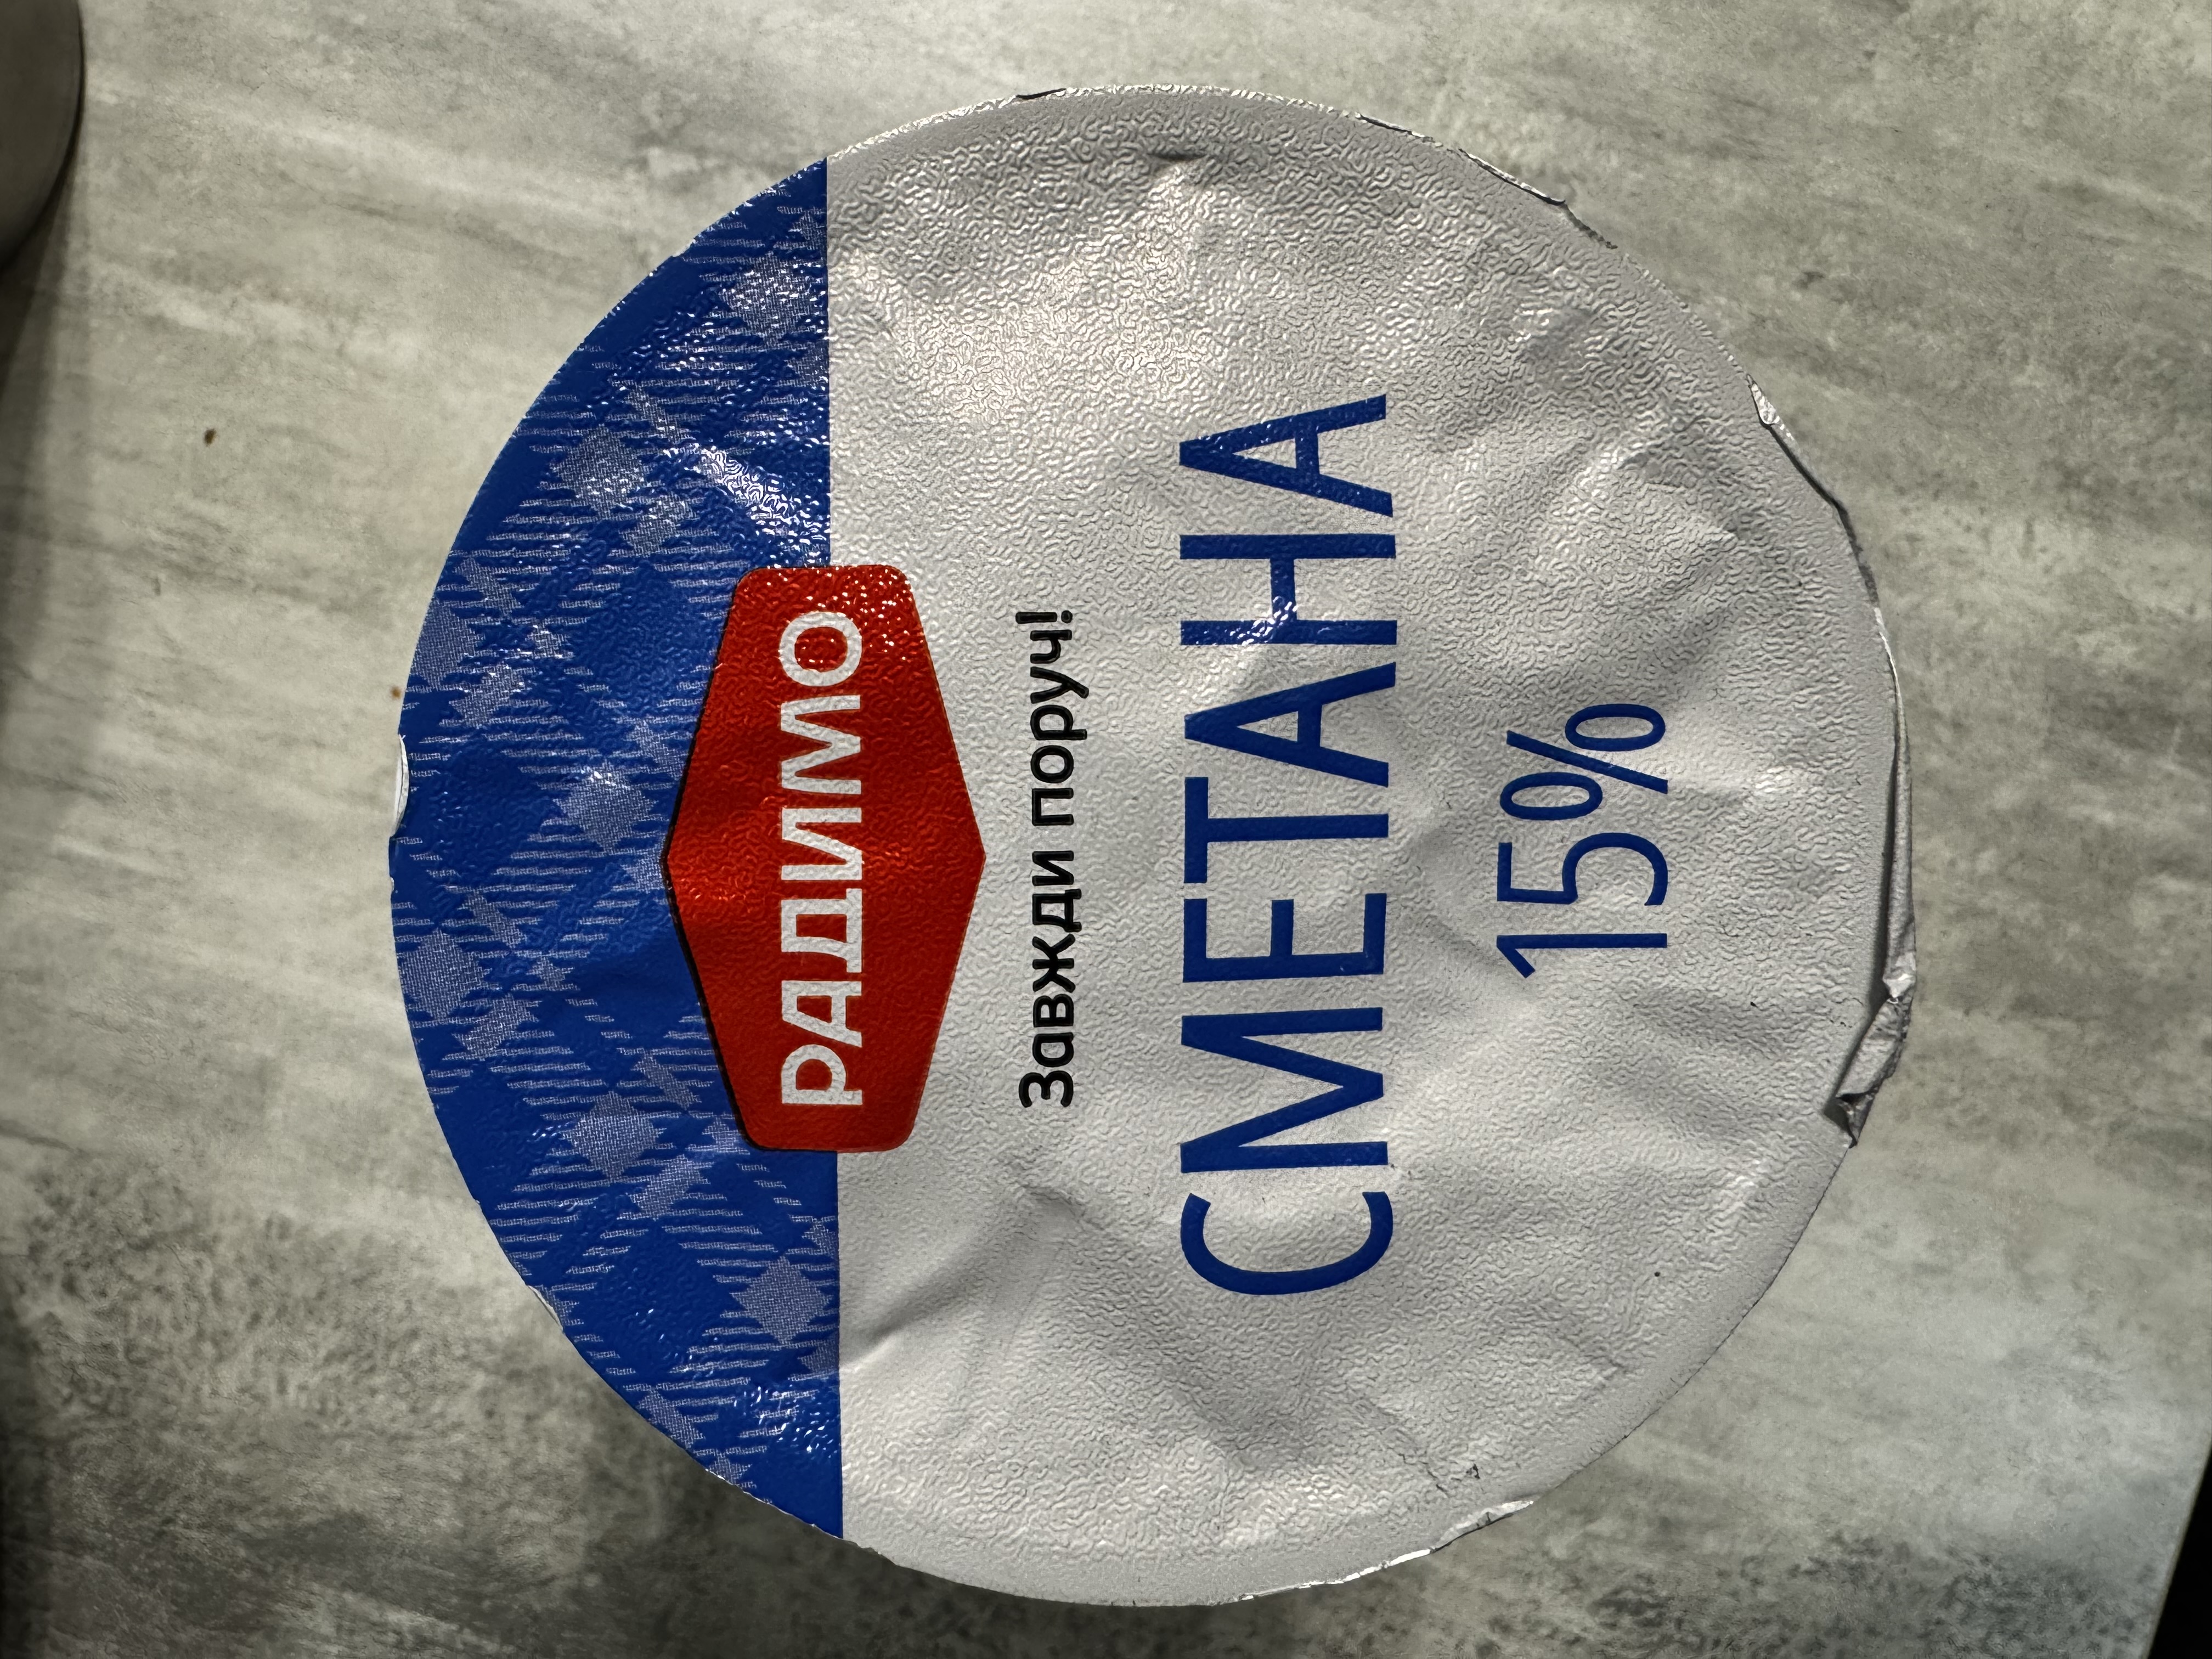 РАДИМО
Завжди поруч!
СМЕТАНА
15%